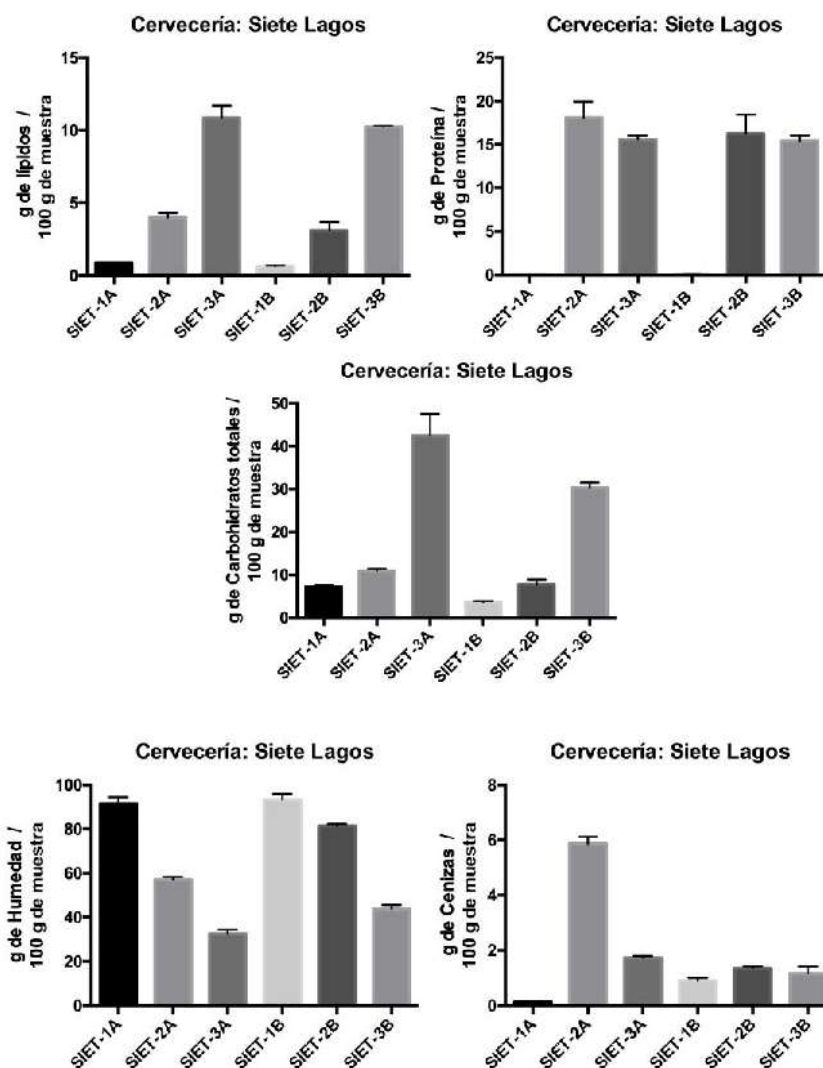 Cervecería: Siete Lagos
g de lípidos /
100 g de muestra
15
10
5
0
SIET-1A
SIET-2A
SIET-3A
SIET-1B
SIET-2B
SIET-3B
Cervecería: Siete Lagos
g de Proteína /
100 g de muestra
25
20
15
10
5
0
SIET-1A
SIET-2A
SIET-3A
SIET-1B
SIET-2B
SIET-3B
Cervecería: Siete Lagos
g de Carbohidratos totales /
100 g de muestra
50
40
30
20
10
0
SIET-1A
SIET-2A
SIET-3A
SIET-1B
SIET-2B
SIET-3B
Cervecería: Siete Lagos
g de Humedad /
100 g de muestra
100
80
60
40
20
0
SIET-1A
SIET-2A
SIET-3A
SIET-1B
SIET-2B
SIET-3B
Cervecería: Siete Lagos
g de Cenizas /
100 g de muestra
8
6
4
2
0
SIET-1A
SIET-2A
SIET-3A
SIET-1B
SIET-2B
SIET-3B